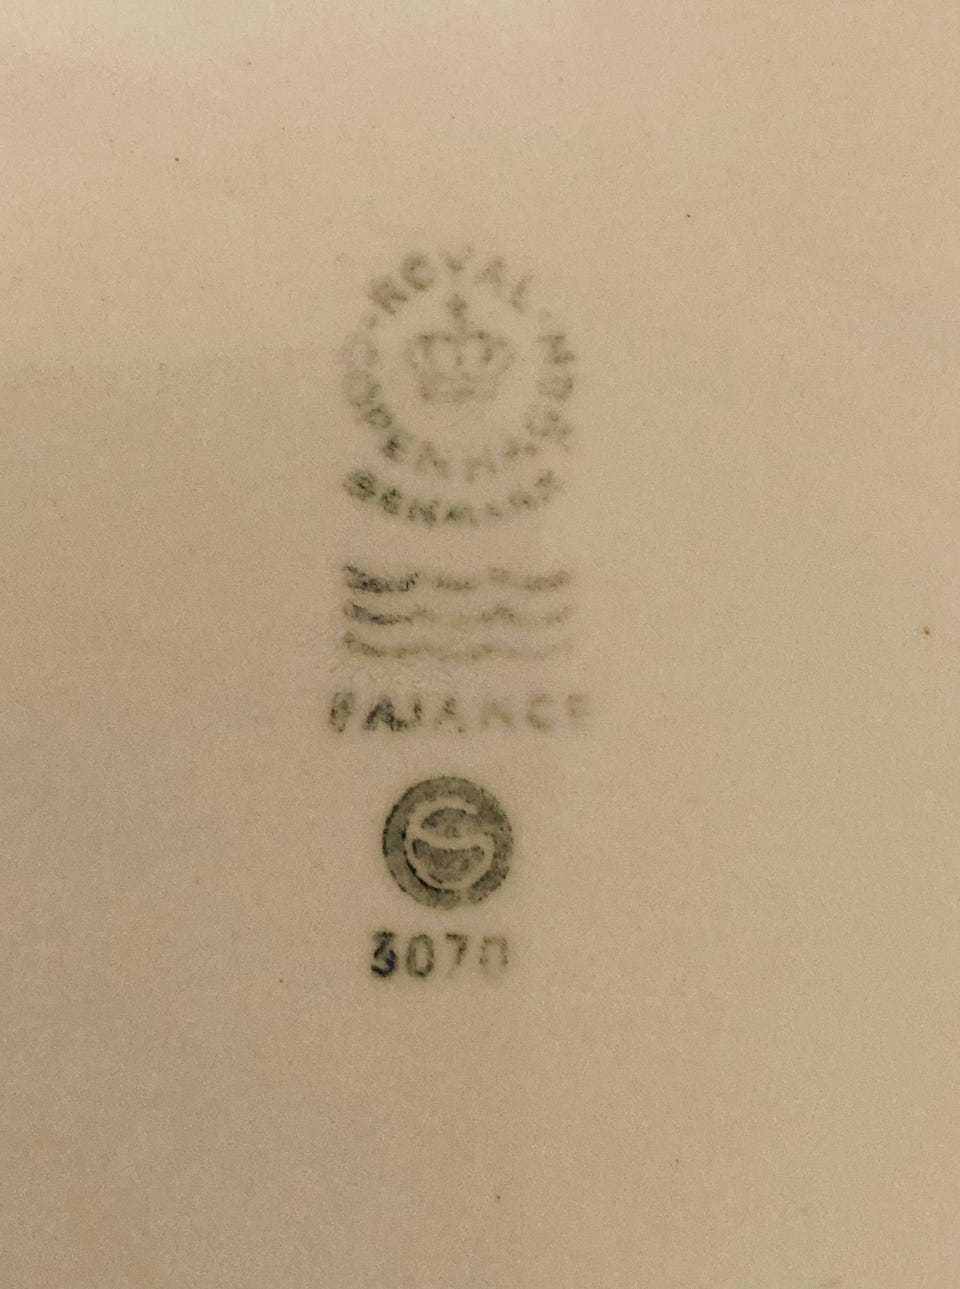 ROYAL · COPENHAGEN ·
DENMARK
FAJANCE
3070